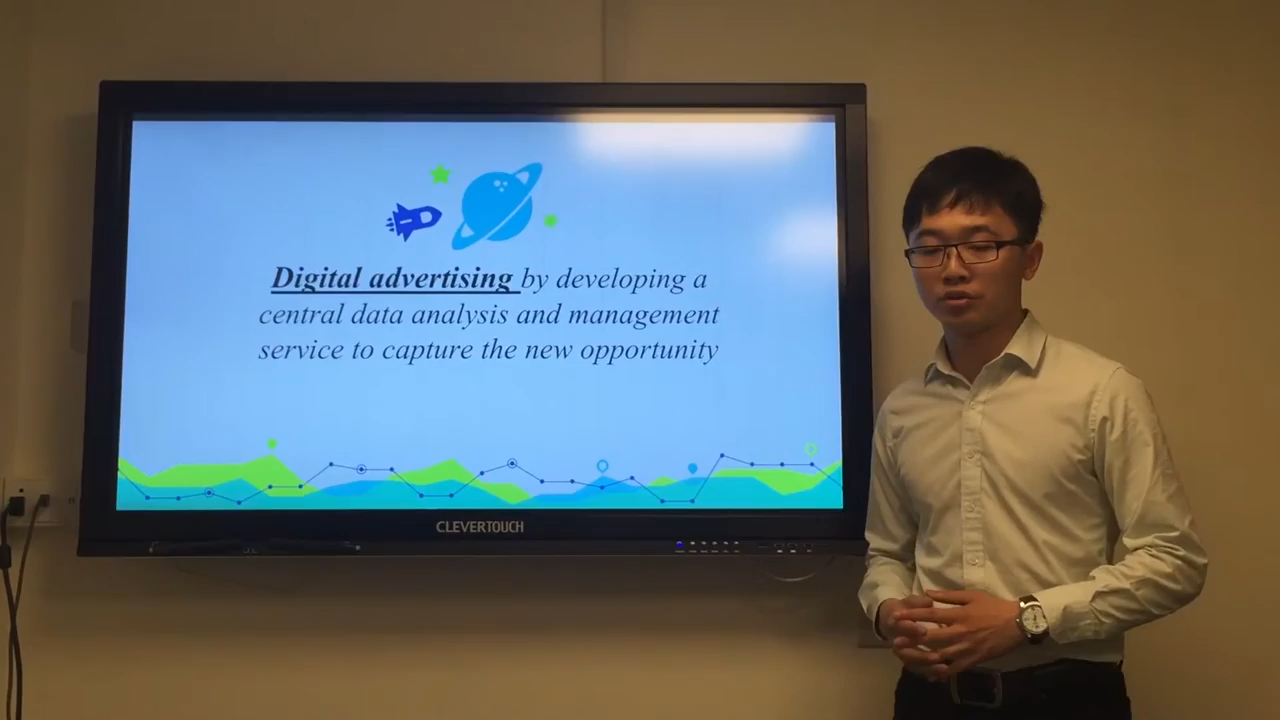 Digital advertising by developing a
central data analysis and management
service to capture the new opportunity
CLEVERTOUCH